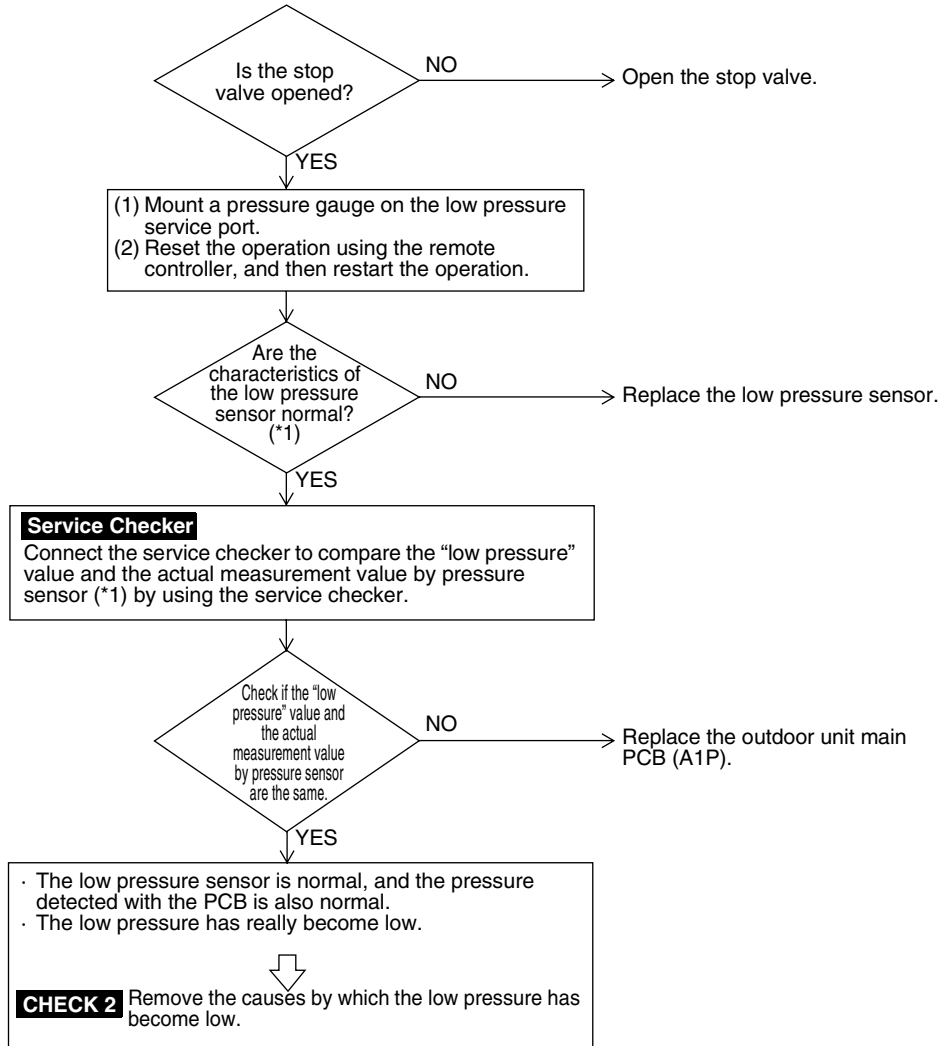 Is the stop
valve opened?
NO
Open the stop valve.
YES
(1) Mount a pressure gauge on the low pressure
service port.
(2) Reset the operation using the remote
controller, and then restart the operation.
Are the
characteristics of
the low pressure
sensor normal?
(*1)
NO
Replace the low pressure sensor.
YES
Service Checker
Connect the service checker to compare the “low pressure”
value and the actual measurement value by pressure
sensor (*1) by using the service checker.
Check if the “low
pressure” value and
the actual
measurement value
by pressure sensor
are the same.
NO
Replace the outdoor unit main
PCB (A1P).
YES
· The low pressure sensor is normal, and the pressure
detected with the PCB is also normal.
· The low pressure has really become low.
CHECK 2 Remove the causes by which the low pressure has
become low.